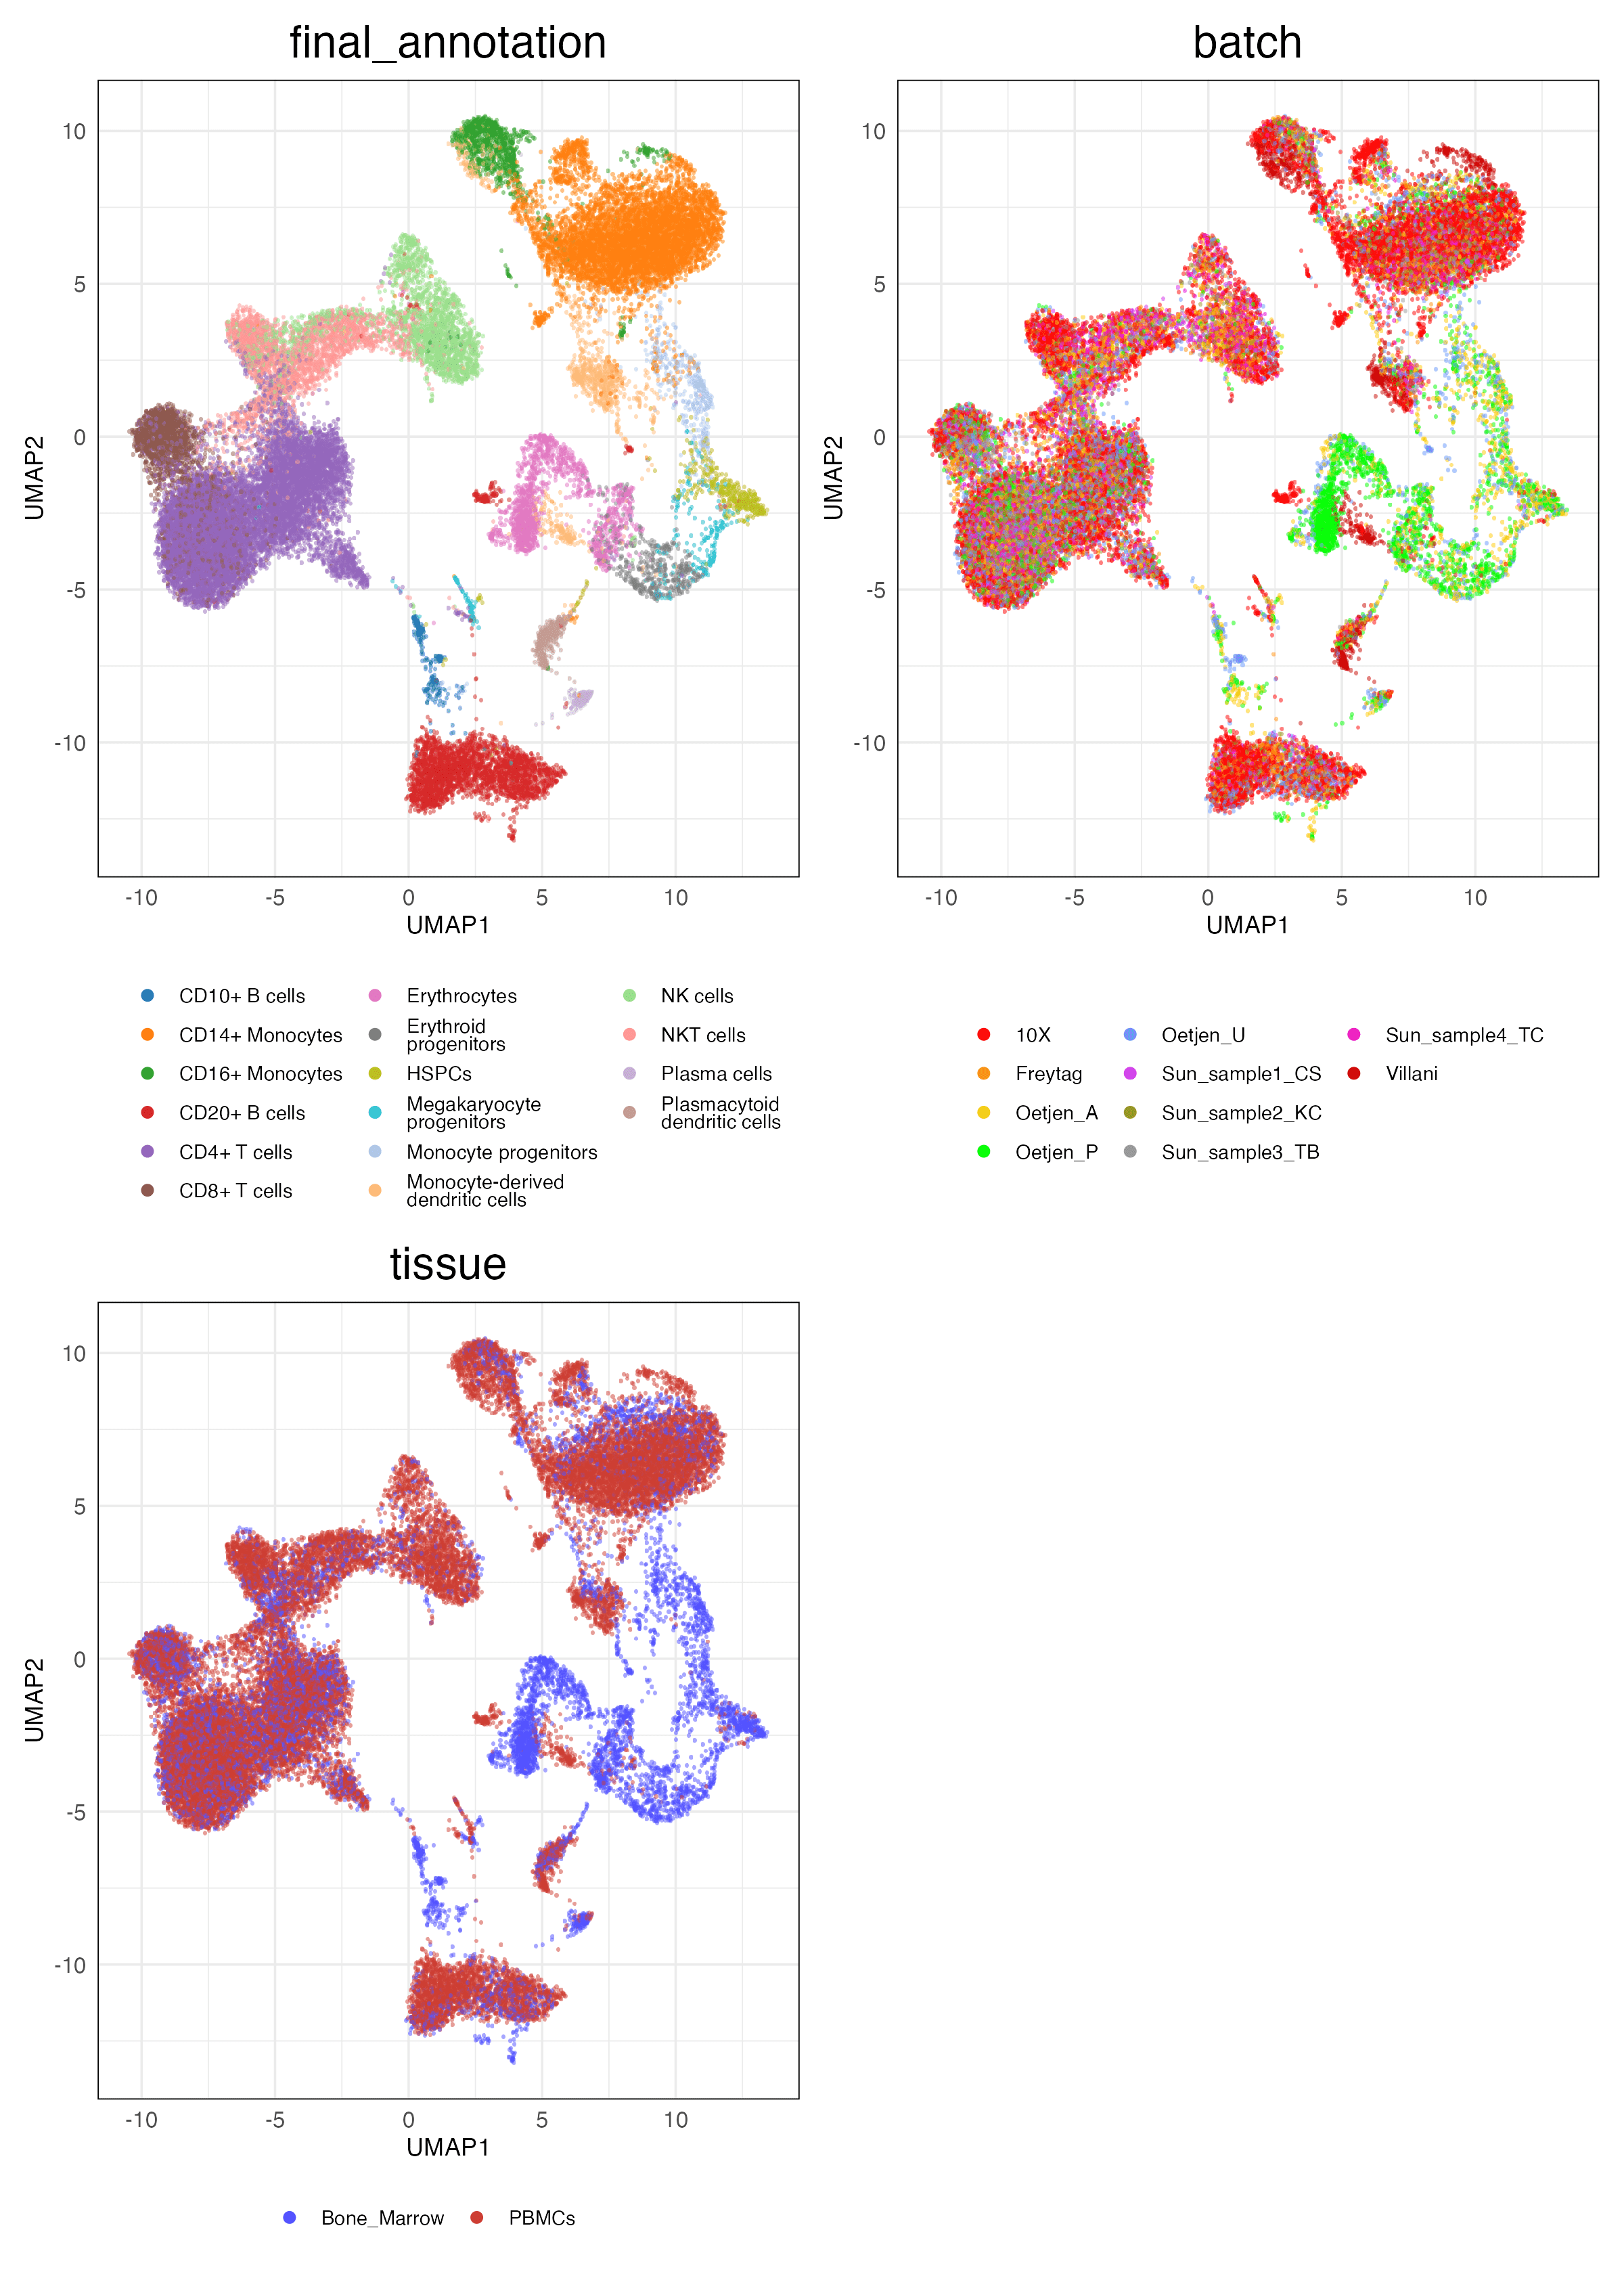 final_annotation
batch
10
5
0
-5
-10
UMAP2
-10
-5
0
5
10
UMAP1
10
5
0
-5
-10
UMAP2
-10
-5
0
5
10
UMAP1
CD10+ B cells
CD14+ Monocytes
CD16+ Monocytes
CD20+ B cells
CD4+ T cells
CD8+ T cells
Erythrocytes
Erythroid
progenitors
HSPCs
Megakaryocyte
progenitors
Monocyte progenitors
Monocyte-derived
dendritic cells
NK cells
NKT cells
Plasma cells
Plasmacytoid
dendritic cells
10X
Freytag
Oetjen_A
Oetjen_P
Oetjen_U
Sun_sample1_CS
Sun_sample2_KC
Sun_sample3_TB
Sun_sample4_TC
Villani
tissue
10
5
0
-5
-10
UMAP2
-10
-5
0
5
10
UMAP1
Bone_Marrow
PBMCs